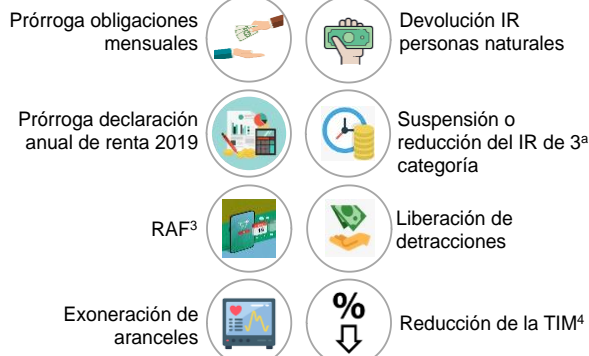 Prórroga obligaciones
mensuales
Devolución IR
personas naturales
Prórroga declaración
anual de renta 2019
Suspensión o
reducción del IR de 3ª
categoría
RAF³
Liberación de
detracciones
Exoneración de
aranceles
%
Reducción de la TIM⁴